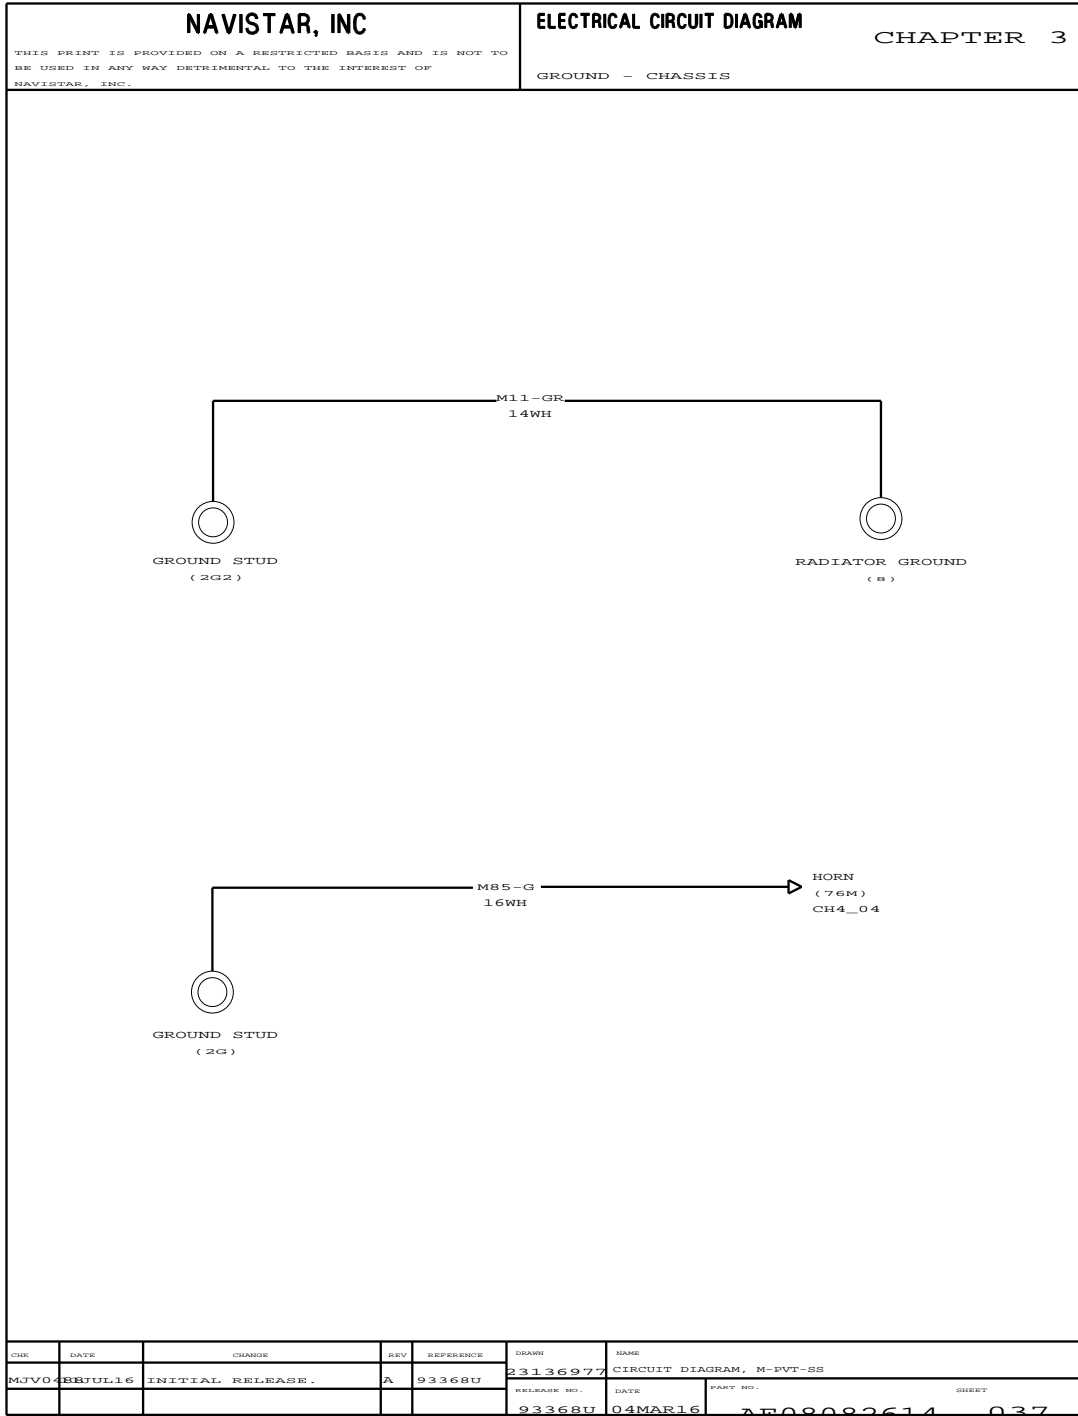 NAVISTAR, INC
THIS PRINT IS PROVIDED ON A RESTRICTED BASIS AND IS NOT TO
BE USED IN ANY WAY DETRIMENTAL TO THE INTEREST OF
NAVISTAR, INC.
ELECTRICAL CIRCUIT DIAGRAM
CHAPTER 3
GROUND - CHASSIS
M11-GR
14WH
GROUND STUD
(2G2)
RADIATOR GROUND
(8)
M85-G
16WH
HORN
(76M)
CH4_04
GROUND STUD
(2G)
CHK DATE CHANGE REV REFERENCE
INITIAL RELEASE. A 93368U
DRAWN
23136977
NAME
CIRCUIT DIAGRAM, M-PVT-SS
RELEASE NO.
93368U
DATE
04MAR16
PART NO.
AF08082614
SHEET
037